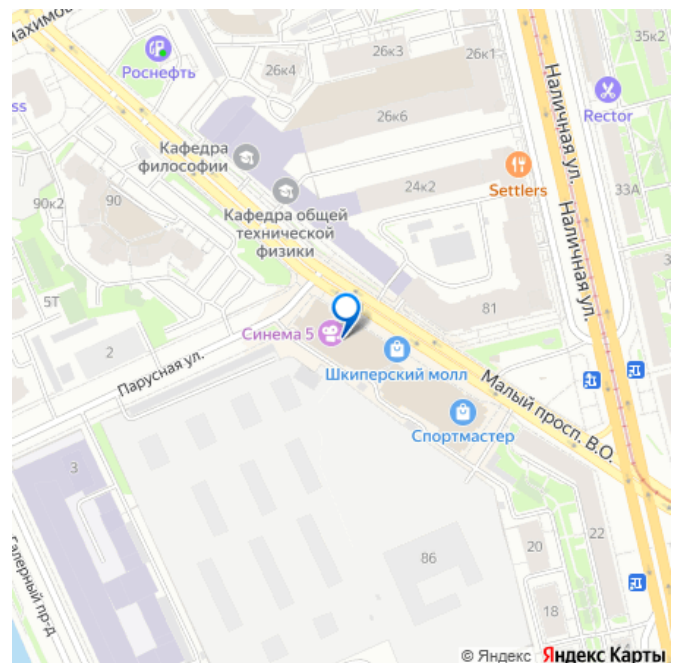 Нахимова
35к2
26к3
26к1
Роснефть
26к4
Наличная ул.
Rector
ss
26к6
Кафедра
философии
Settlers
24к2
33А
90к2
90
Кафедра общей
технической
физики
Наличная ул.
3
5Т
81
2
Синема 5
Парусная ул.
Шкиперский молл
Малый просп. В.О.
Спортмастер
3
22
20
86
Галерный пр-д
18
© Яндекс Яндекс Карты